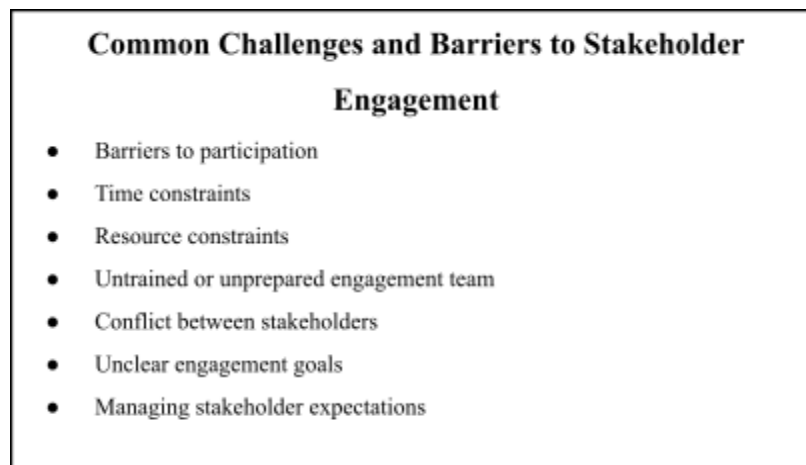 Common Challenges and Barriers to Stakeholder
Engagement
● Barriers to participation
● Time constraints
● Resource constraints
● Untrained or unprepared engagement team
● Conflict between stakeholders
● Unclear engagement goals
● Managing stakeholder expectations